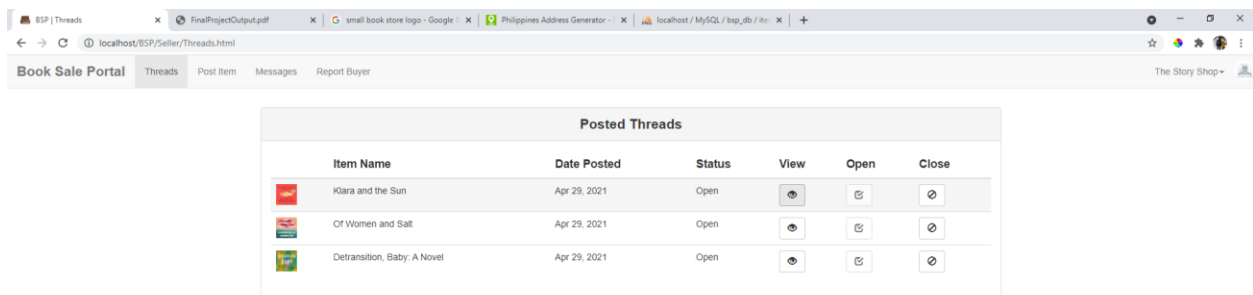 BSP | Threads
FinalProjectOutput.pdf
small book store logo - Google S
Philippines Address Generator -
localhost / MySQL / bsp_db / ite
localhost/BSP/Seller/Threads.html
Book Sale Portal Threads Post Item Messages Report Buyer The Story Shop
Posted Threads
Item Name Date Posted Status View Open Close
Klara and the Sun Apr 29, 2021 Open
Of Women and Salt Apr 29, 2021 Open
Detransition, Baby: A Novel Apr 29, 2021 Open